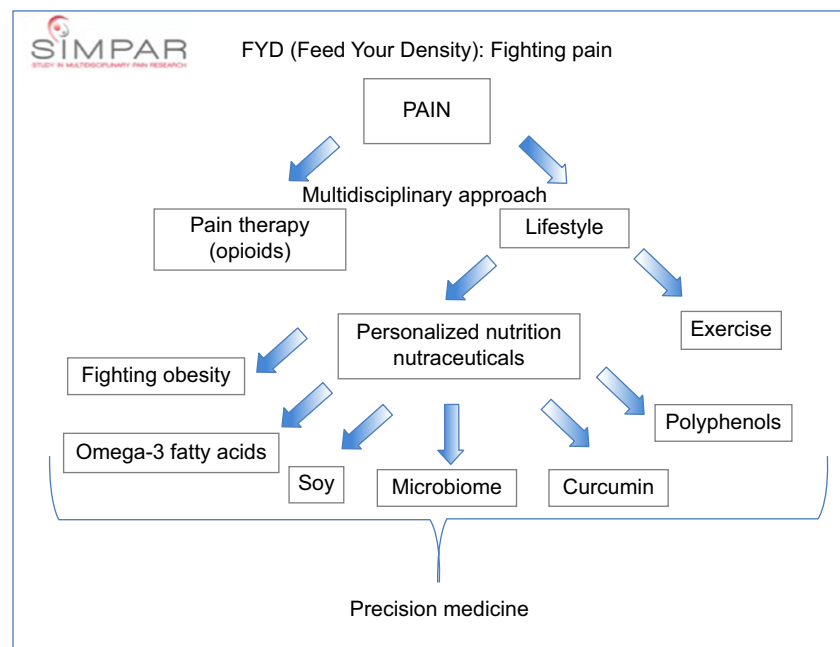 SIMPAR
STUDY IN MULTIDISCIPLINARY PAIN RESEARCH
FYD (Feed Your Density): Fighting pain
PAIN
Multidisciplinary approach
Pain therapy
(opioids)
Lifestyle
Personalized nutrition
nutraceuticals
Exercise
Fighting obesity
Polyphenols
Omega-3 fatty acids
Soy
Microbiome
Curcumin
Precision medicine